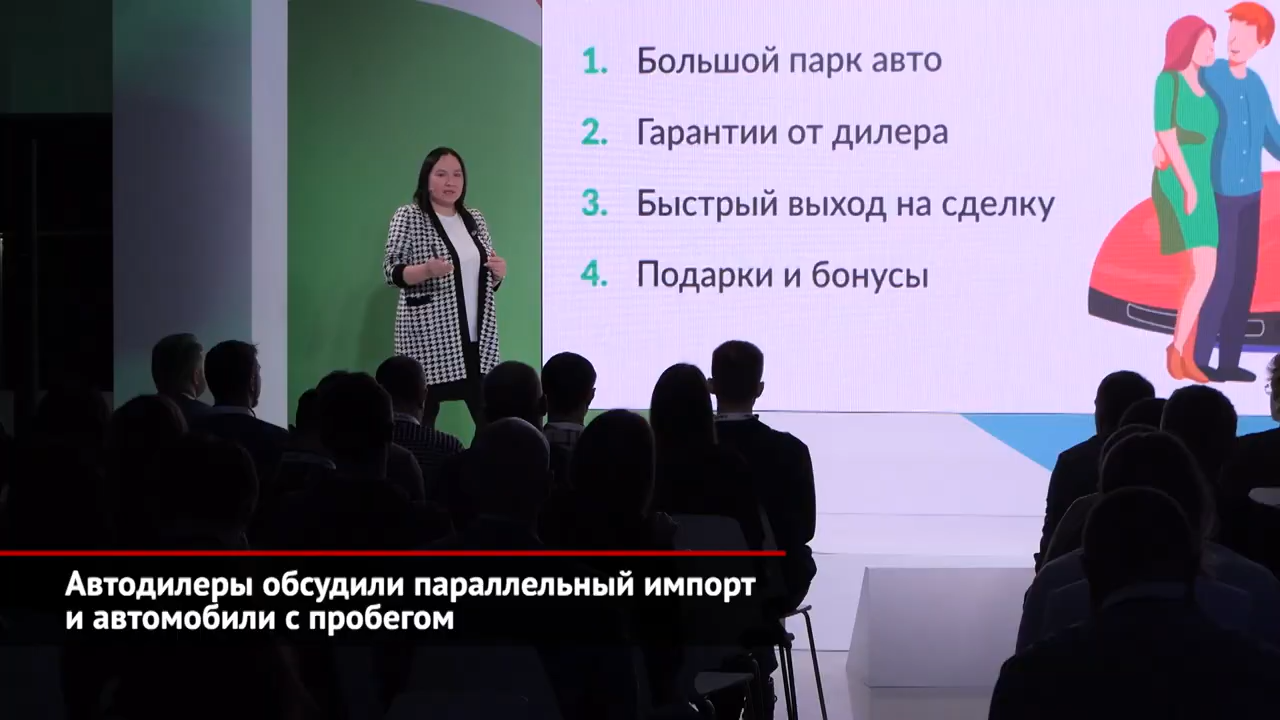 1. Большой парк авто
2. Гарантии от дилера
3. Быстрый выход на сделку
4. Подарки и бонусы
Автодилеры обсудили параллельный импорт
и автомобили с пробегом